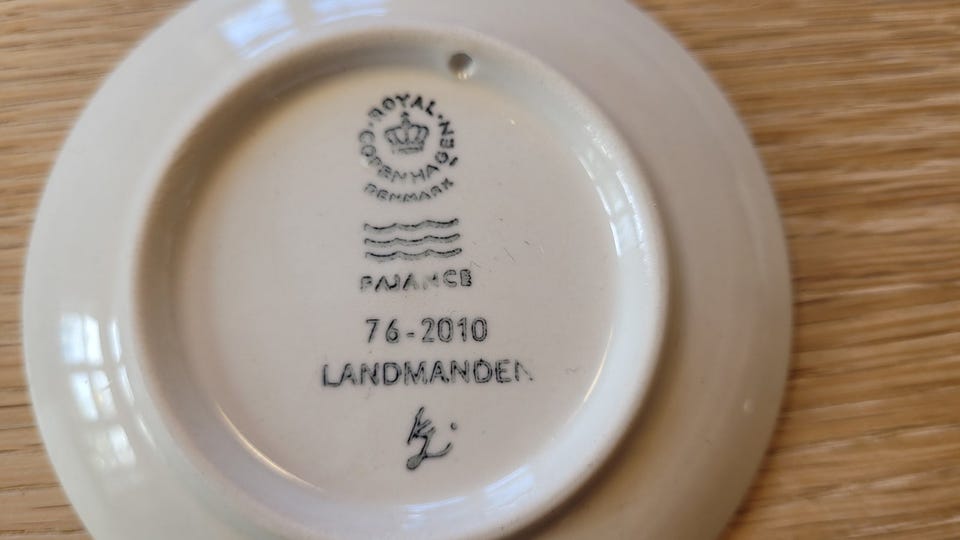 ROYAL COPENHAGEN
DENMARK
FAJANCE
76-2010
LANDMANDEN